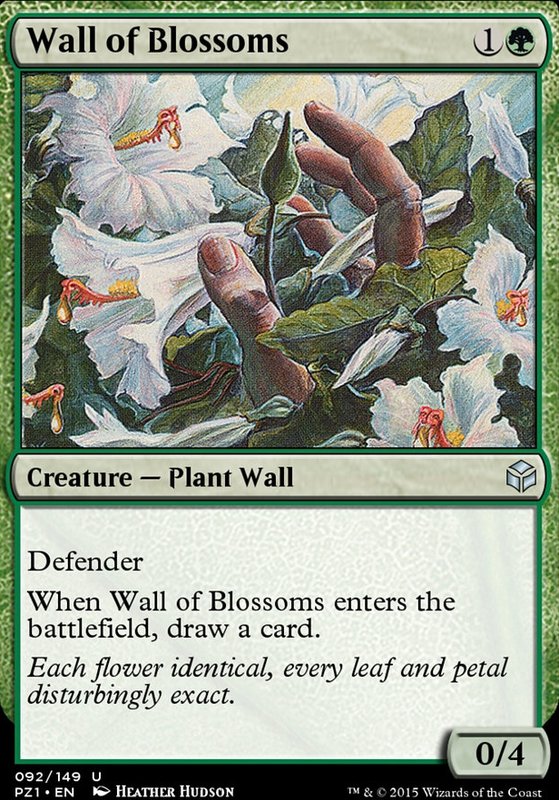 Wall of Blossoms 1
Creature — Plant Wall
Defender
When Wall of Blossoms enters the
battlefield, draw a card.
Each flower identical, every leaf and petal
disturbingly exact.
0/4
092/149 U
PZ1 • EN Heather Hudson
™ & © 2015 Wizards of the Coast